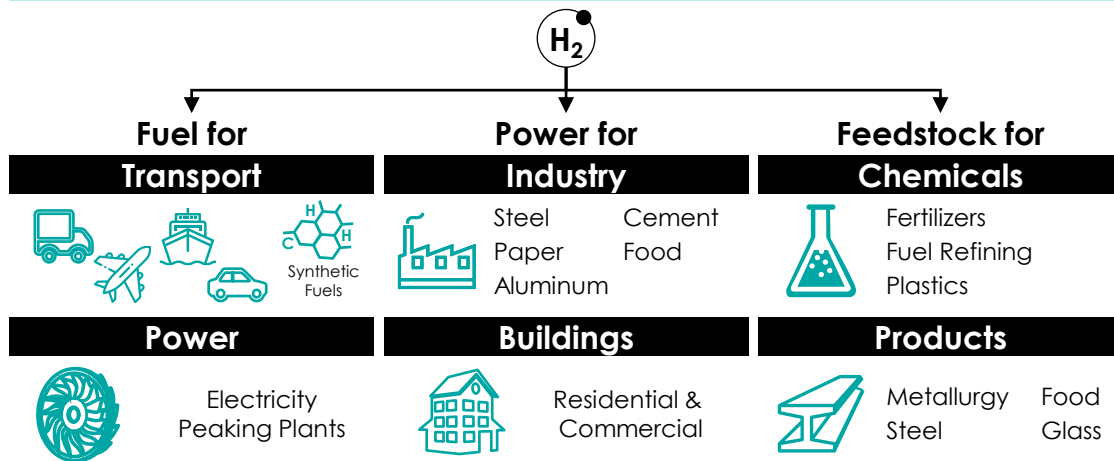 H2
Fuel for
Power for
Feedstock for
Transport
Industry
Chemicals
H
C
H
Synthetic
Fuels
Steel
Cement
Paper
Food
Aluminum
Fertilizers
Fuel Refining
Plastics
Power
Buildings
Products
Electricity
Peaking Plants
Residential &
Commercial
Metallurgy
Food
Steel
Glass